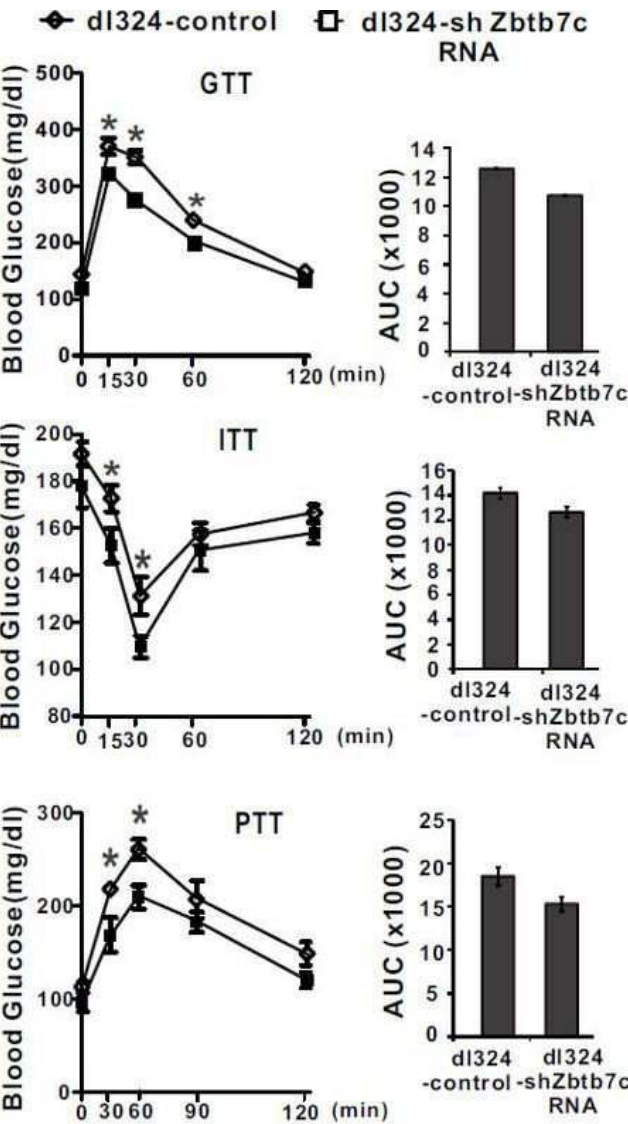 dl324-control dl324-sh Zbtb7c
RNA
GTT
Blood Glucose(mg/dl)
500
400
300
200
100
0
* * *
0 15 30 60 120 (min)
AUC (x1000)
14
12
10
8
6
4
2
0
dl324 dl324
-control -shZbtb7c
RNA
ITT
Blood Glucose(mg/dl)
200
180
160
140
120
100
80
* *
0 15 30 60 120 (min)
AUC (x1000)
16
14
12
10
8
6
4
2
0
dl324 dl324
-control -shZbtb7c
RNA
PTT
Blood Glucose(mg/dl)
300
200
100
0
* *
0 30 60 90 120 (min)
AUC (x1000)
25
20
15
10
5
0
dl324 dl324
-control -shZbtb7c
RNA